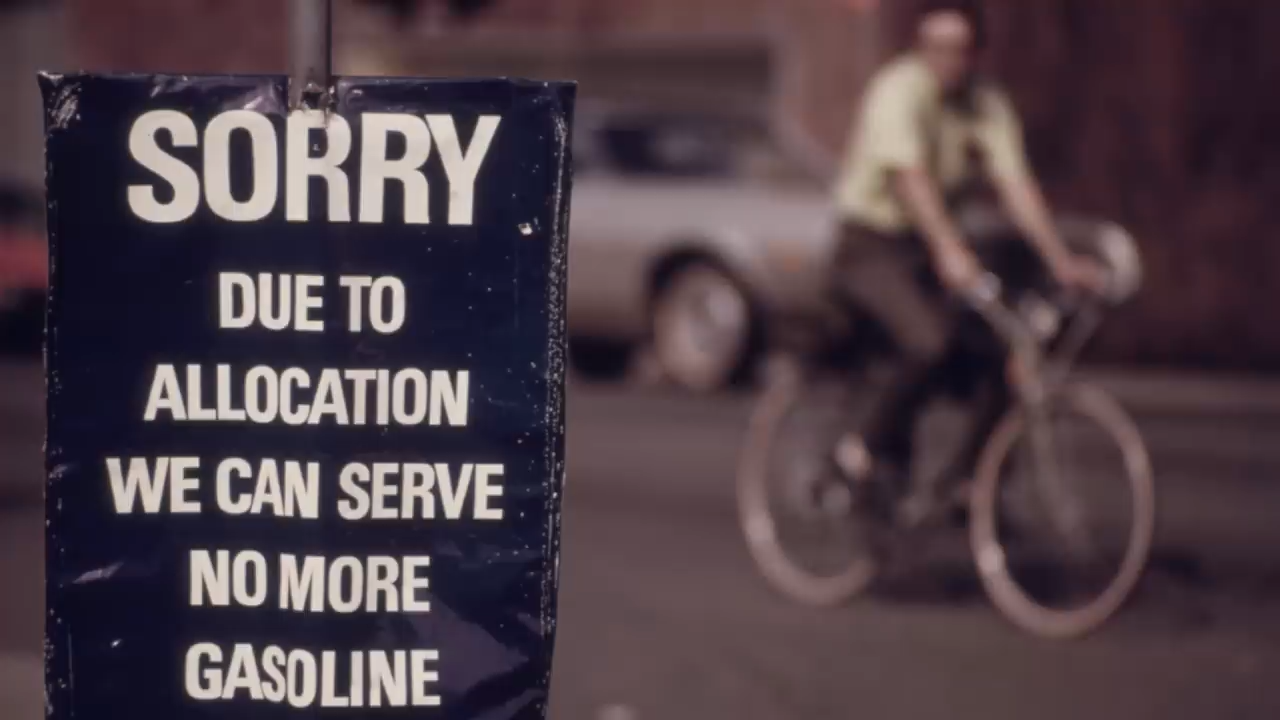 SORRY
DUE TO
ALLOCATION
WE CAN SERVE
NO MORE
GASOLINE